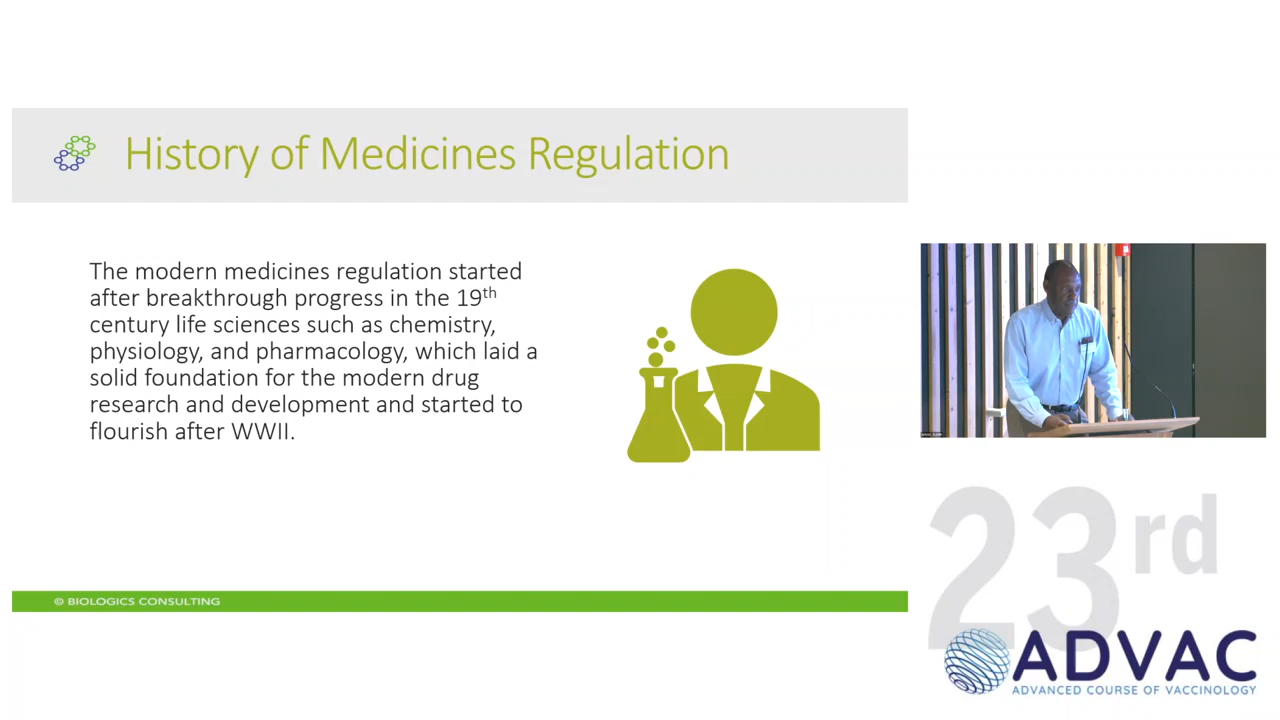 History of Medicines Regulation
The modern medicines regulation started
after breakthrough progress in the 19th
century life sciences such as chemistry,
physiology, and pharmacology, which laid a
solid foundation for the modern drug
research and development and started to
flourish after WWII.
© BIOLOGICS CONSULTING
23rd
ADVAC
ADVANCED COURSE OF VACCINOLOGY